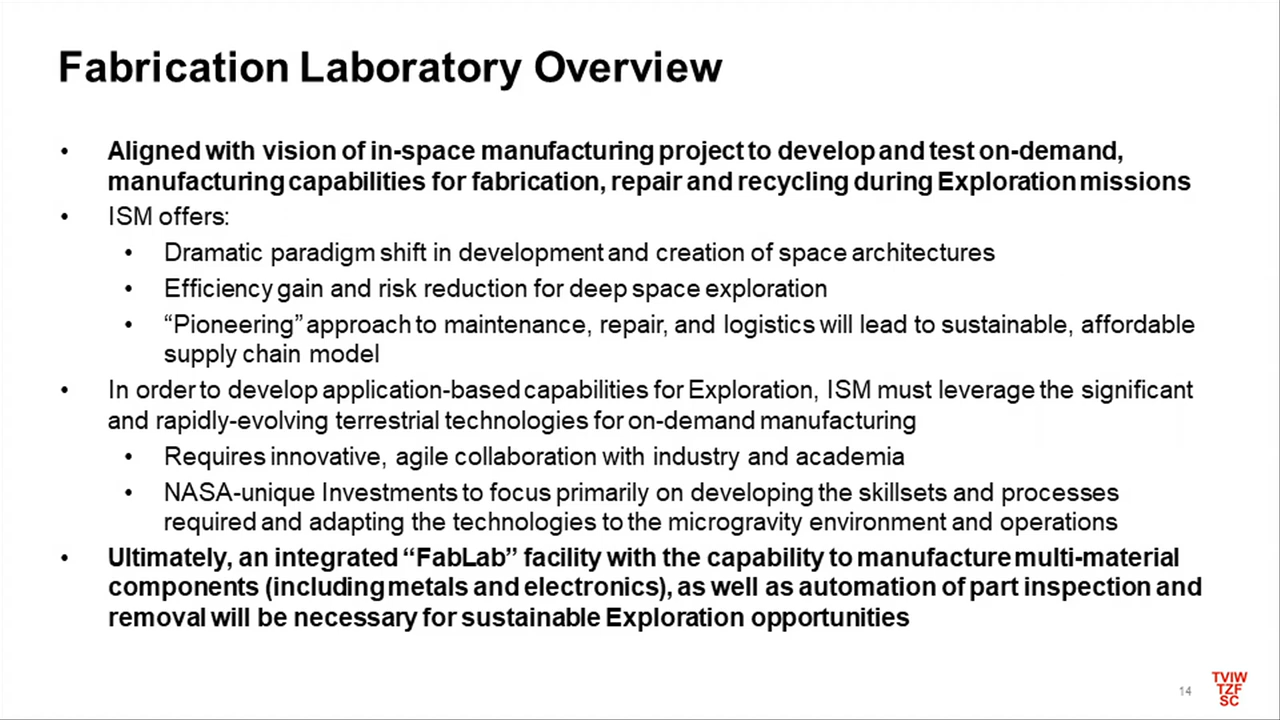 Fabrication Laboratory Overview
• Aligned with vision of in-space manufacturing project to develop and test on-demand,
manufacturing capabilities for fabrication, repair and recycling during Exploration missions
• ISM offers:
• Dramatic paradigm shift in development and creation of space architectures
• Efficiency gain and risk reduction for deep space exploration
• “Pioneering” approach to maintenance, repair, and logistics will lead to sustainable, affordable
supply chain model
• In order to develop application-based capabilities for Exploration, ISM must leverage the significant
and rapidly-evolving terrestrial technologies for on-demand manufacturing
• Requires innovative, agile collaboration with industry and academia
• NASA-unique Investments to focus primarily on developing the skillsets and processes
required and adapting the technologies to the microgravity environment and operations
• Ultimately, an integrated “FabLab” facility with the capability to manufacture multi-material
components (including metals and electronics), as well as automation of part inspection and
removal will be necessary for sustainable Exploration opportunities
14
TVIW
TZF
SC